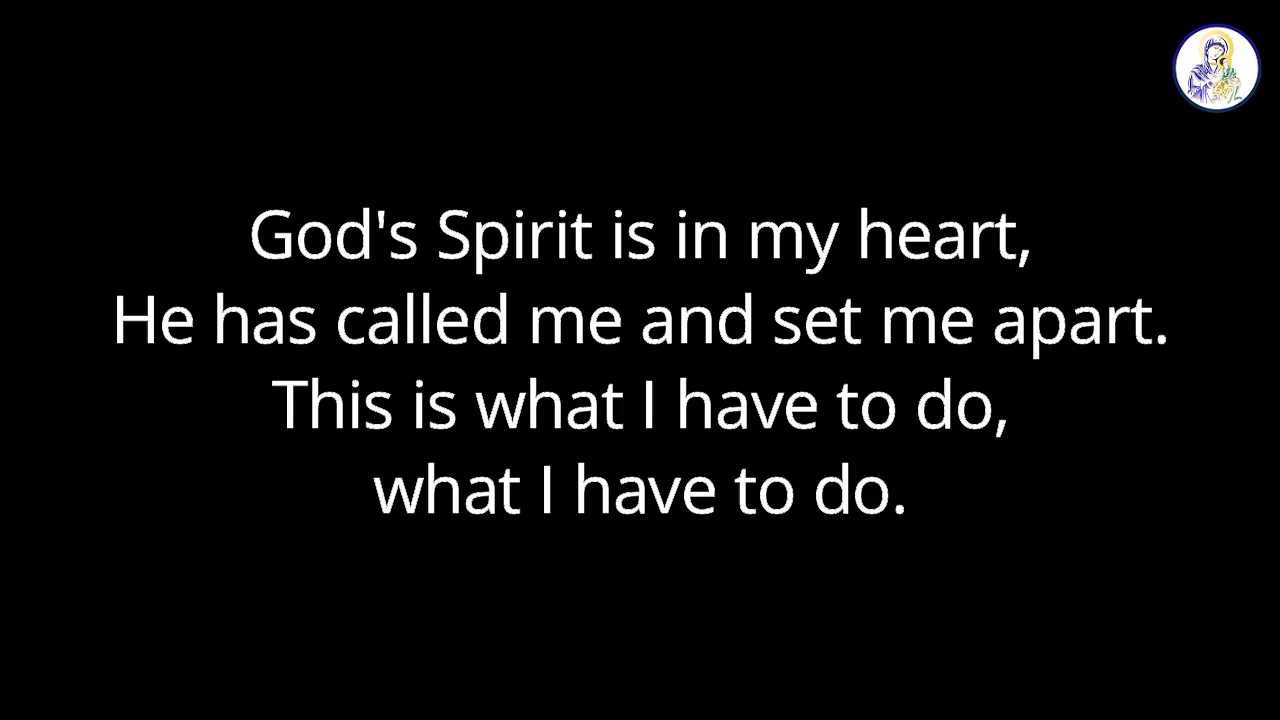 God's Spirit is in my heart,
He has called me and set me apart.
This is what I have to do,
what I have to do.